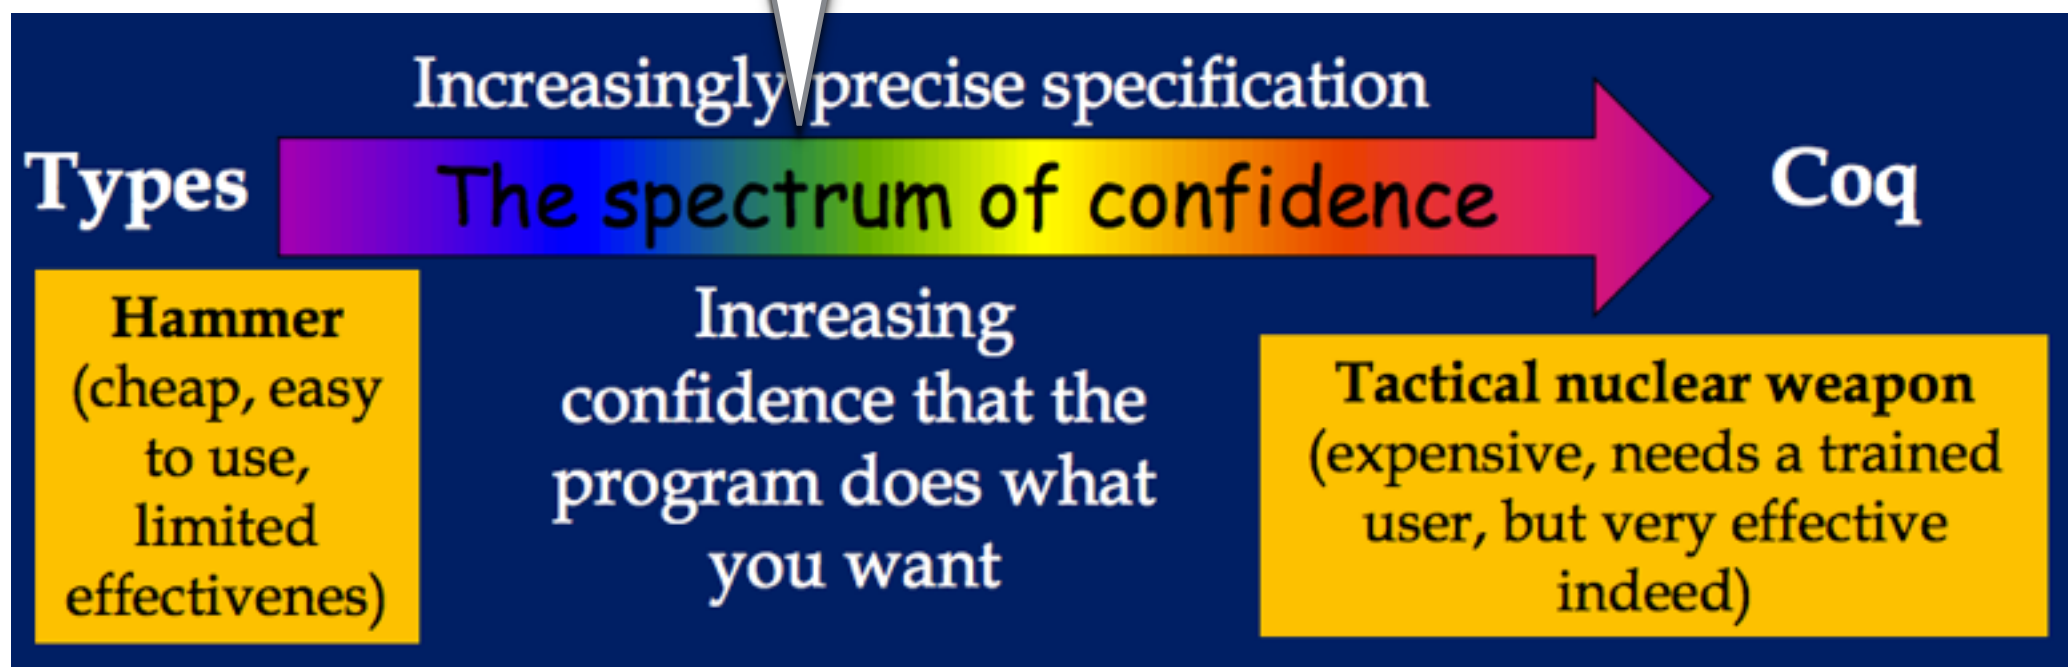 Increasingly precise specification
Types
The spectrum of confidence
Coq
Hammer
(cheap, easy
to use,
limited
effectivenes)
Increasing
confidence that the
program does what
you want
Tactical nuclear weapon
(expensive, needs a trained
user, but very effective
indeed)